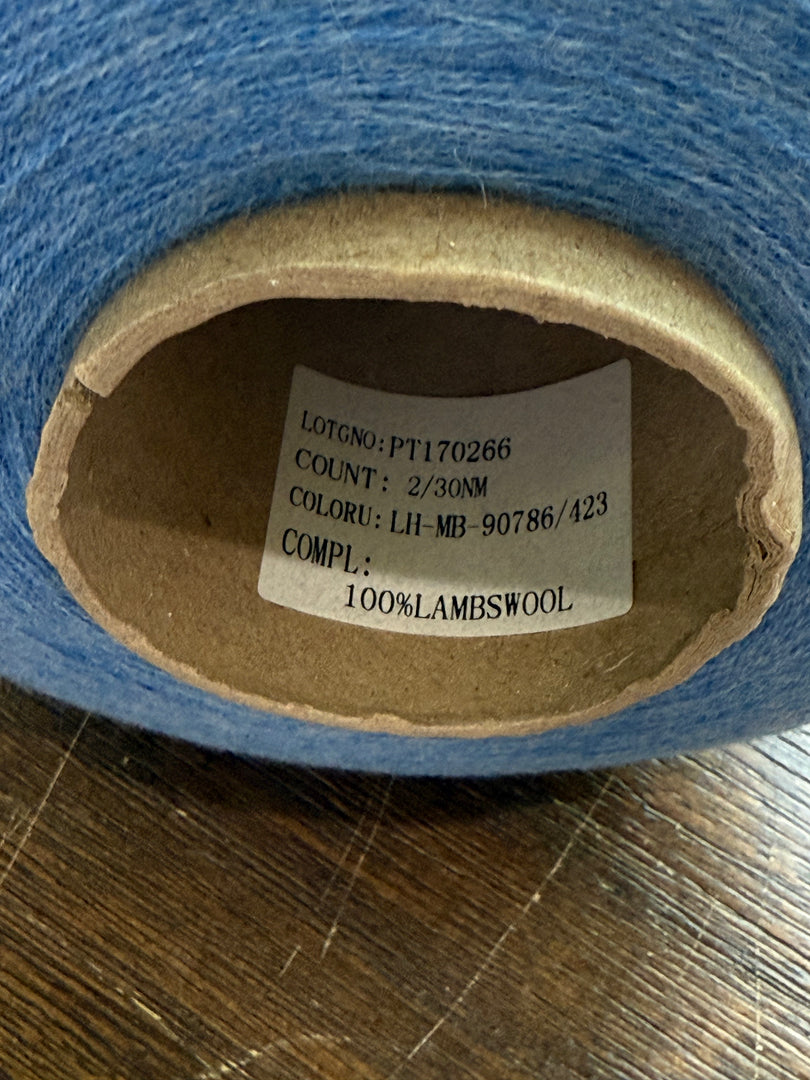 LOTGNO:PT170266
COUNT: 2/30NM
COLORU: LH-MB-90786/423
COMPL:
100%LAMBSWOOL